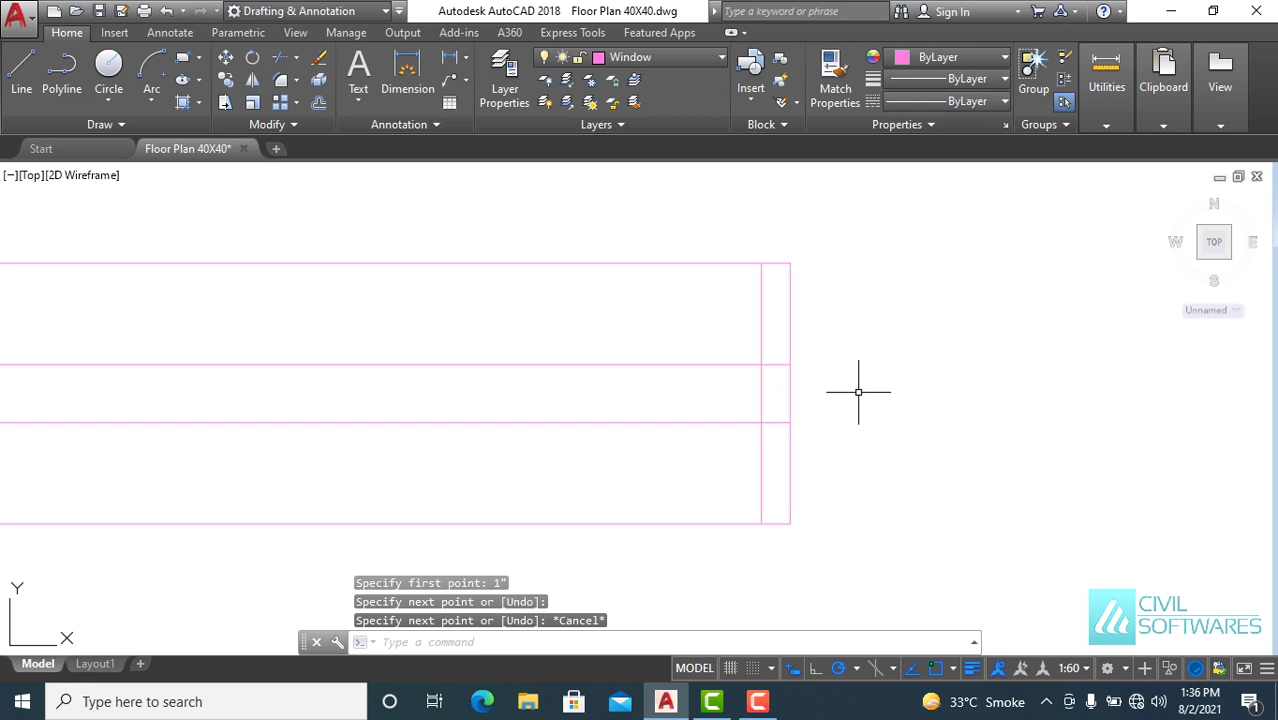 Drafting & Annotation
Autodesk AutoCAD 2018 Floor Plan 40X40.dwg
Type a keyword or phrase
Sign In
Home Insert Annotate Parametric View Manage Output Add-ins A360 Express Tools Featured Apps
Line
Polyline
Circle
Arc
Draw
Modify
Text
Dimension
Annotation
Layer
Properties
Window
Layers
Insert
Block
Match
Properties
ByLayer
ByLayer
ByLayer
Properties
Group
Groups
Utilities
Clipboard
View
Start
Floor Plan 40X40*
[−][Top][2D Wireframe]
N
W TOP E
S
Unnamed
Y
X
Specify first point: 1"
Specify next point or [Undo]:
Specify next point or [Undo]: *Cancel*
Type a command
CIVIL
SOFTWARES
Model Layout1
MODEL
1:60
Type here to search
33°C Smoke
1:36 PM
8/2/2021
1